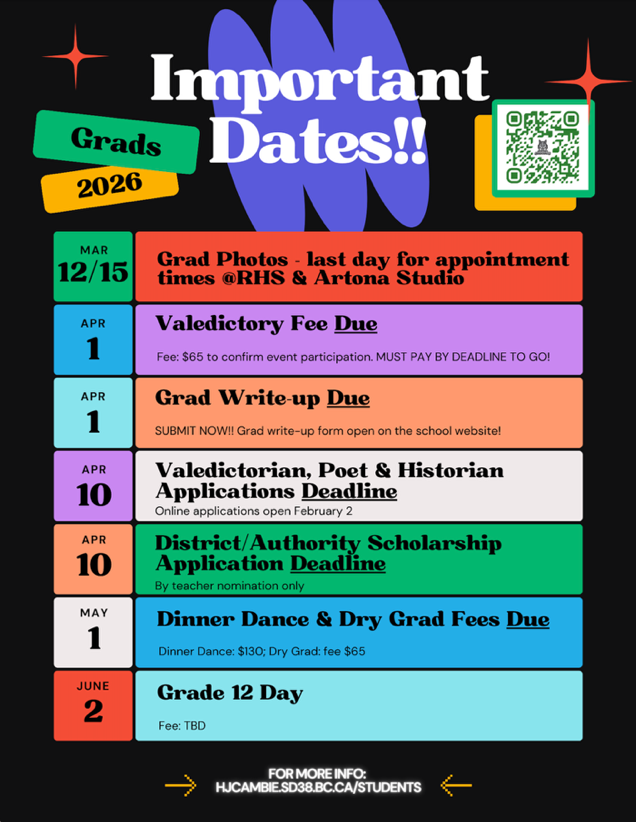 Important
Dates!!
Grads
2026
MAR
12/15
Grad Photos - last day for appointment
times @RHS & Artona Studio
APR
1
Valedictory Fee Due
Fee: $65 to confirm event participation. MUST PAY BY DEADLINE TO GO!
APR
1
Grad Write-up Due
SUBMIT NOW!! Grad write-up form open on the school website!
APR
10
Valedictorian, Poet & Historian
Applications Deadline
Online applications open February 2
APR
10
District/Authority Scholarship
Application Deadline
By teacher nomination only
MAY
1
Dinner Dance & Dry Grad Fees Due
Dinner Dance: $130; Dry Grad: fee $65
JUNE
2
Grade 12 Day
Fee: TBD
FOR MORE INFO:
HJCAMBIE.SD38.BC.CA/STUDENTS